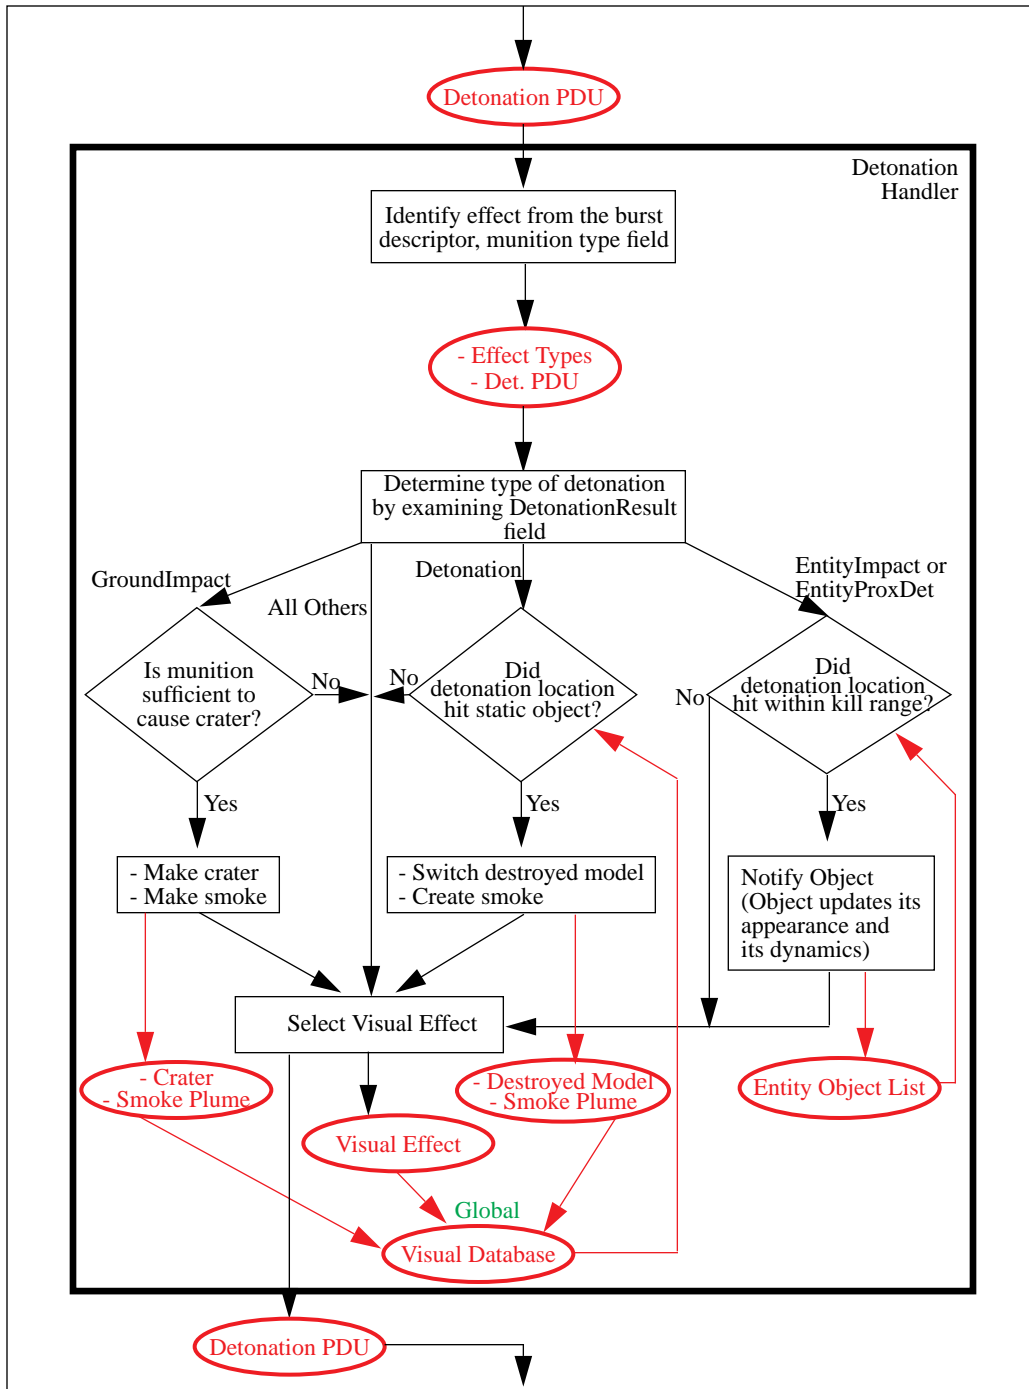 Detonation PDU
Detonation
Handler
Identify effect from the burst
descriptor, munition type field
- Effect Types
- Det. PDU
Determine type of detonation
by examining DetonationResult
field
GroundImpact
All Others
Detonation
EntityImpact or
EntityProxDet
Is munition
sufficient to
cause crater?
No
No
Did
detonation location
hit static object?
No
Did
detonation location
hit within kill range?
Yes
Yes
Yes
- Make crater
- Make smoke
- Switch destroyed model
- Create smoke
Notify Object
(Object updates its
appearance and
its dynamics)
Select Visual Effect
- Crater
- Smoke Plume
- Destroyed Model
- Smoke Plume
Entity Object List
Visual Effect
Global
Visual Database
Detonation PDU